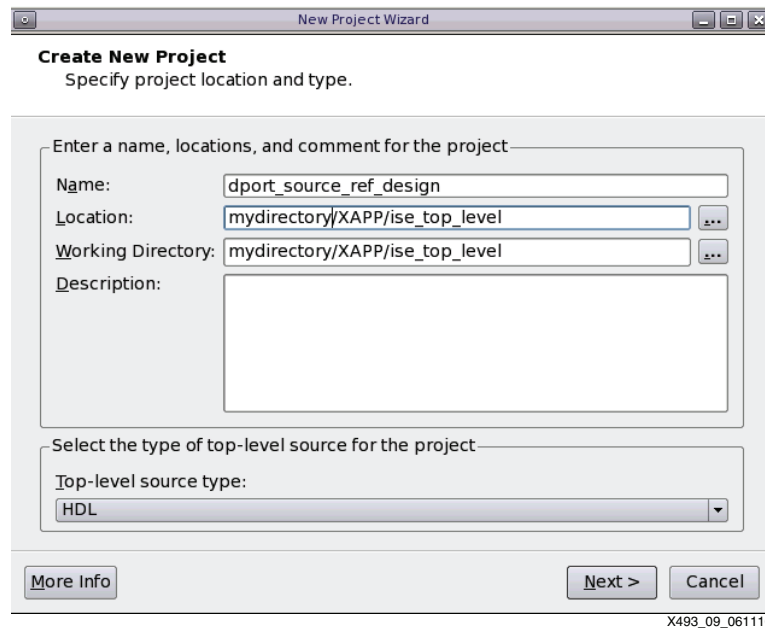 New Project Wizard
Create New Project
Specify project location and type.
Enter a name, locations, and comment for the project
Name: dport_source_ref_design
Location: mydirectory/XAPP/ise_top_level ...
Working Directory: mydirectory/XAPP/ise_top_level ...
Description:
Select the type of top-level source for the project
Top-level source type:
HDL
More Info Next > Cancel
X493_09_06111